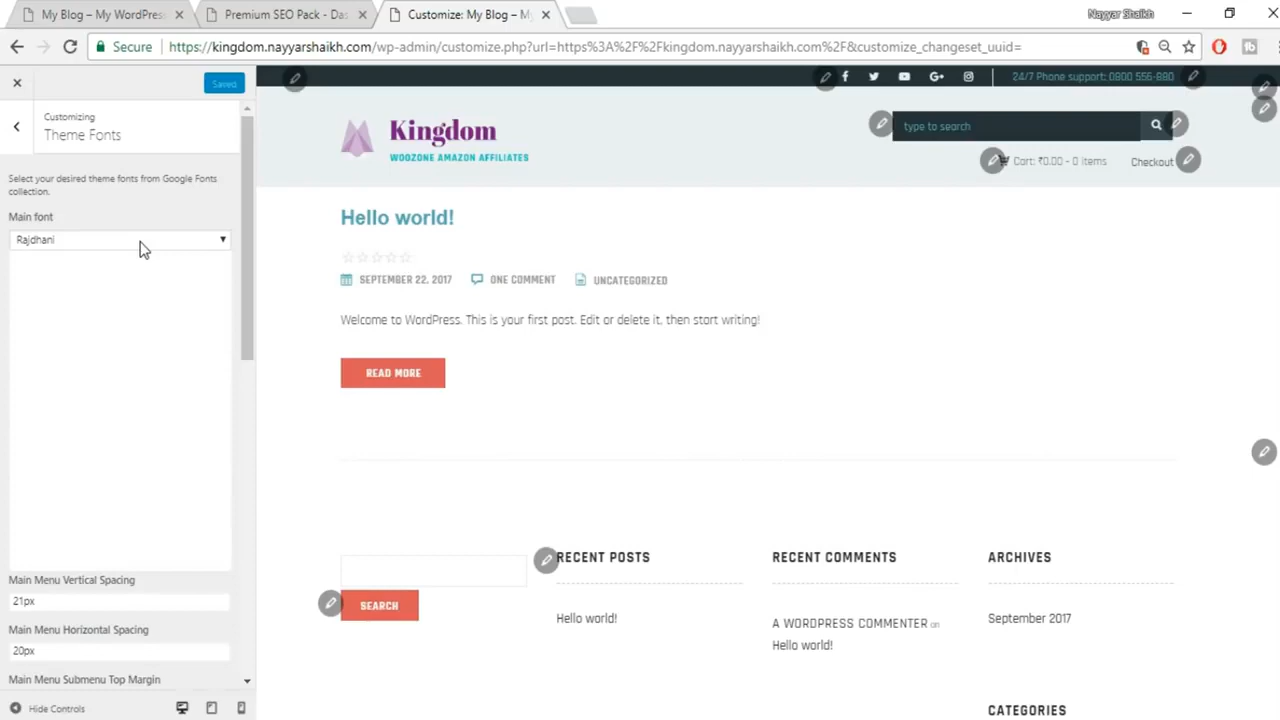 My Blog – My WordPres
Premium SEO Pack - Das
Customize: My Blog – M
Nayyar Shaikh
Secure
https://kingdom.nayyarshaikh.com/wp-admin/customize.php?url=https%3A%2F%2Fkingdom.nayyarshaikh.com%2F&customize_changeset_uuid=
Saved
Customizing
Theme Fonts
Select your desired theme fonts from Google Fonts
collection.
Main font
Rajdhani
Main Menu Vertical Spacing
21px
Main Menu Horizontal Spacing
20px
Main Menu Submenu Top Margin
Hide Controls
24/7 Phone support: 0800 556-880
Kingdom
WOOZONE AMAZON AFFILIATES
type to search
Cart: ₹0.00 - 0 items
Checkout
Hello world!
SEPTEMBER 22, 2017
ONE COMMENT
UNCATEGORIZED
Welcome to WordPress. This is your first post. Edit or delete it, then start writing!
READ MORE
SEARCH
RECENT POSTS
Hello world!
RECENT COMMENTS
A WORDPRESS COMMENTER on
Hello world!
ARCHIVES
September 2017
CATEGORIES